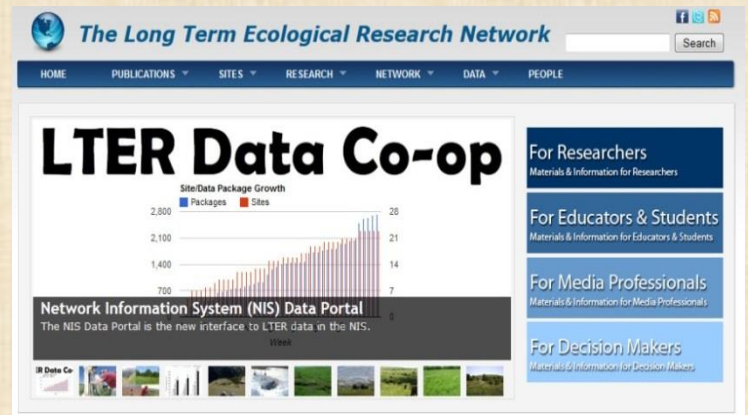 The Long Term Ecological Research Network
Search
HOME PUBLICATIONS SITES RESEARCH NETWORK DATA PEOPLE
LTER Data Co-op
Site/Data Package Growth
Packages Sites
2,800 28
2,100 21
1,400 14
700 7
0
Network Information System (NIS) Data Portal
The NIS Data Portal is the new interface to LTER data in the NIS.
Week
For Researchers
Materials & Information for Researchers
For Educators & Students
Materials & Information for Educators & Students
For Media Professionals
Materials & Information for Media Professionals
For Decision Makers
Materials & Information for Decision Makers